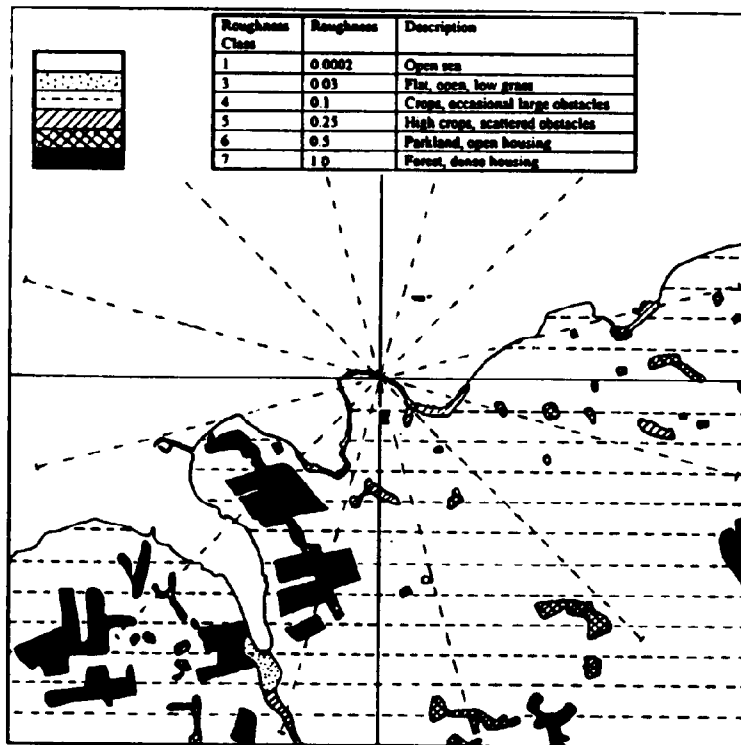 Roughness Class Roughness Description
1 0.0002 Open sea
3 0.03 Flat, open, low grass
4 0.1 Crops, occasional large obstacles
5 0.25 High crops, scattered obstacles
6 0.5 Parkland, open housing
7 1.0 Forest, dense housing